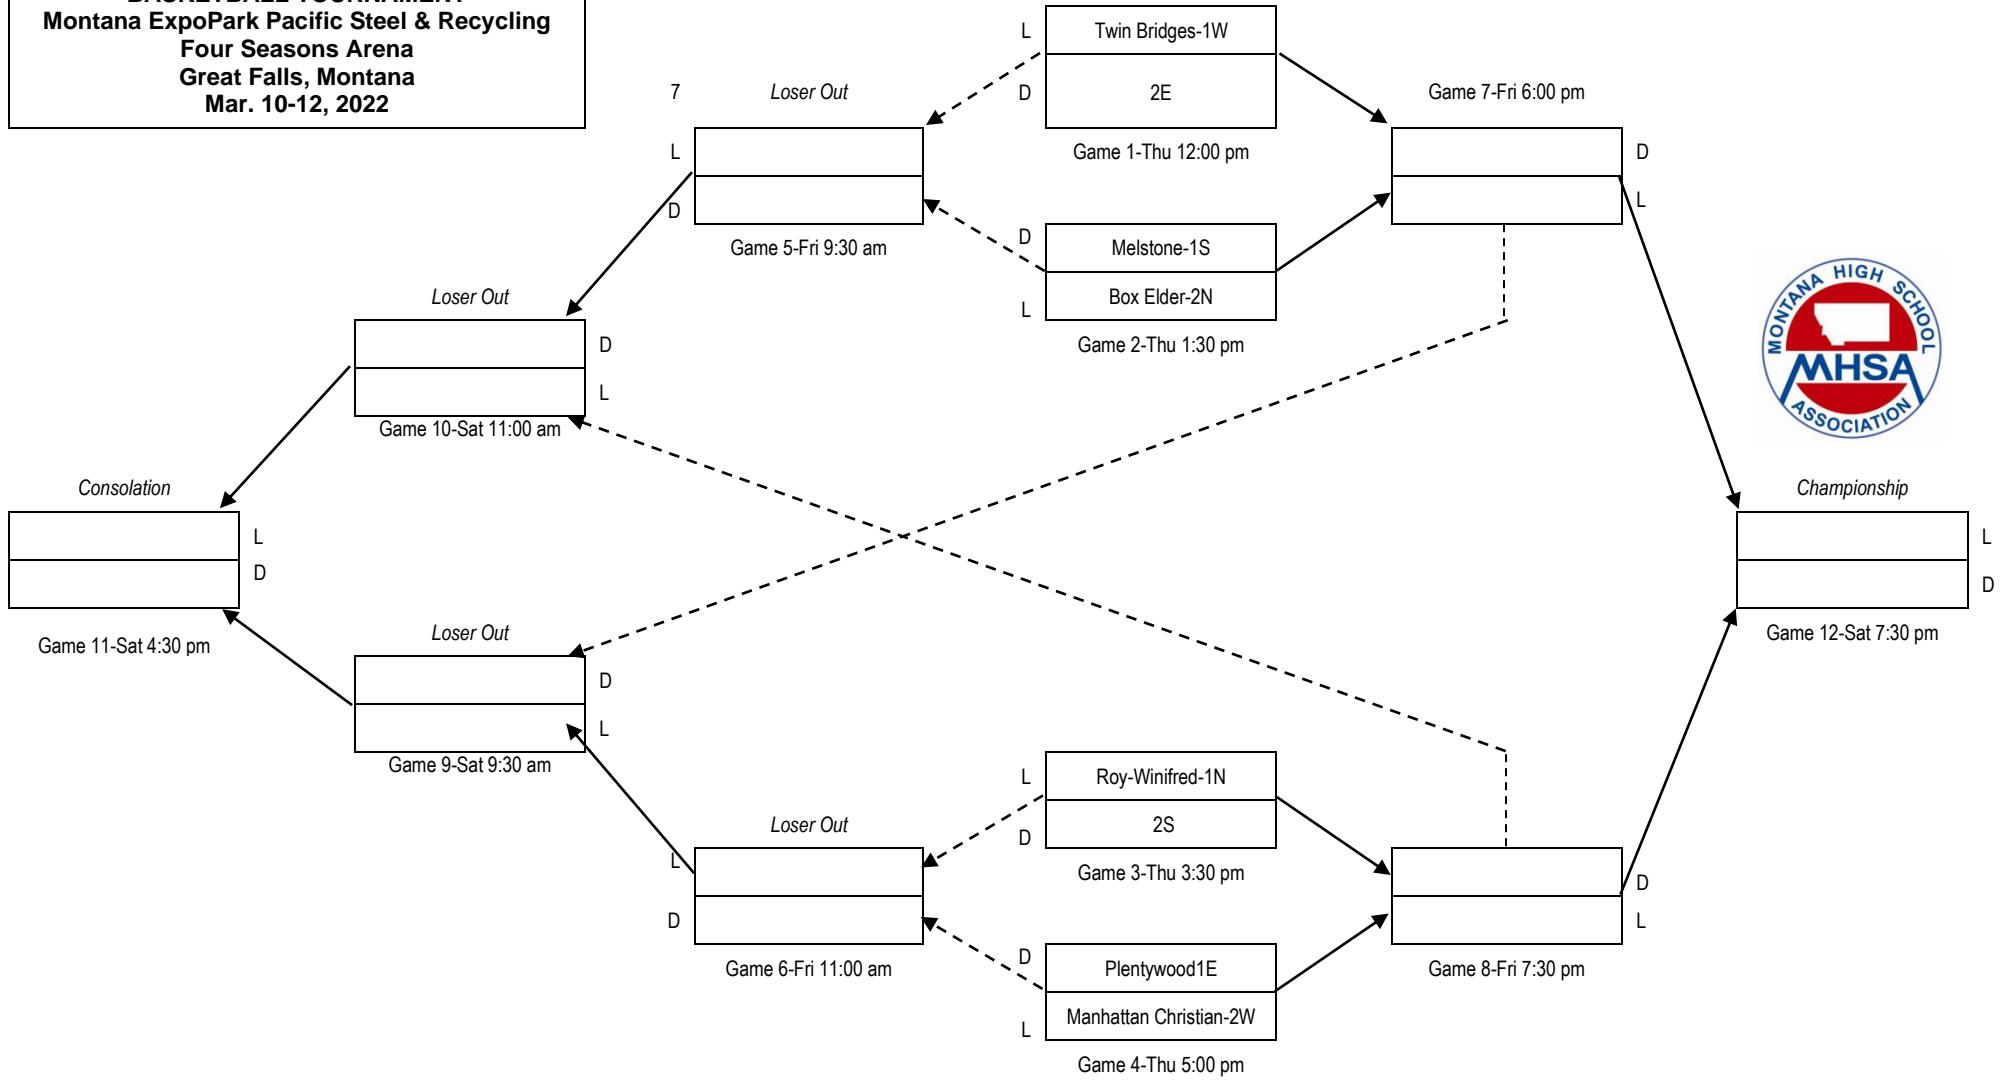 BASKETBALL TOURNAMENT
Montana ExpoPark Pacific Steel & Recycling
Four Seasons Arena
Great Falls, Montana
Mar. 10-12, 2022
L
Twin Bridges-1W
D
2E
Game 1-Thu 12:00 pm
7
Loser Out
L
D
Game 5-Fri 9:30 am
Game 7-Fri 6:00 pm
D
L
D
Melstone-1S
L
Box Elder-2N
Game 2-Thu 1:30 pm
Loser Out
D
L
Game 10-Sat 11:00 am
MONTANA HIGH SCHOOL
MHSA
ASSOCIATION
Consolation
L
D
Game 11-Sat 4:30 pm
Championship
L
D
Game 12-Sat 7:30 pm
Loser Out
D
L
Game 9-Sat 9:30 am
L
Roy-Winifred-1N
D
2S
Game 3-Thu 3:30 pm
Loser Out
L
D
Game 6-Fri 11:00 am
D
L
Game 8-Fri 7:30 pm
D
Plentywood1E
L
Manhattan Christian-2W
Game 4-Thu 5:00 pm